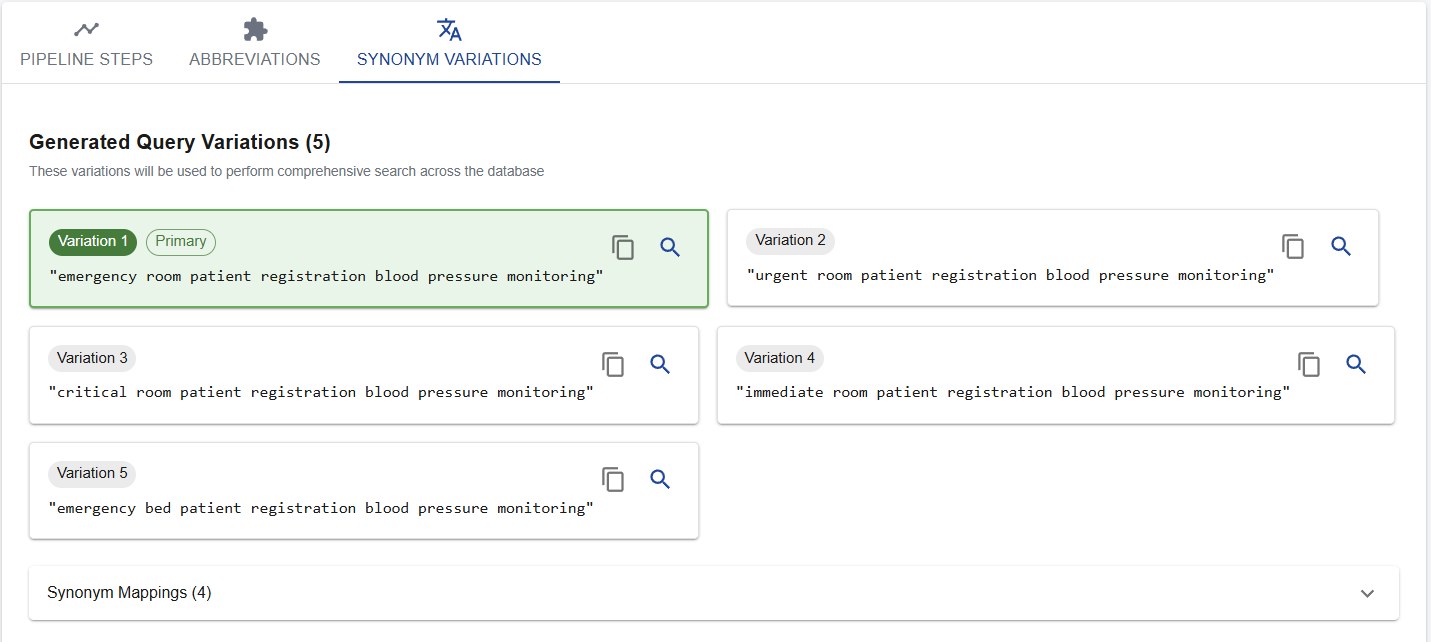 PIPELINE STEPS
ABBREVIATIONS
SYNONYM VARIATIONS
Generated Query Variations (5)
These variations will be used to perform comprehensive search across the database
Variation 1
Primary
"emergency room patient registration blood pressure monitoring"
Variation 2
"urgent room patient registration blood pressure monitoring"
Variation 3
"critical room patient registration blood pressure monitoring"
Variation 4
"immediate room patient registration blood pressure monitoring"
Variation 5
"emergency bed patient registration blood pressure monitoring"
Synonym Mappings (4)